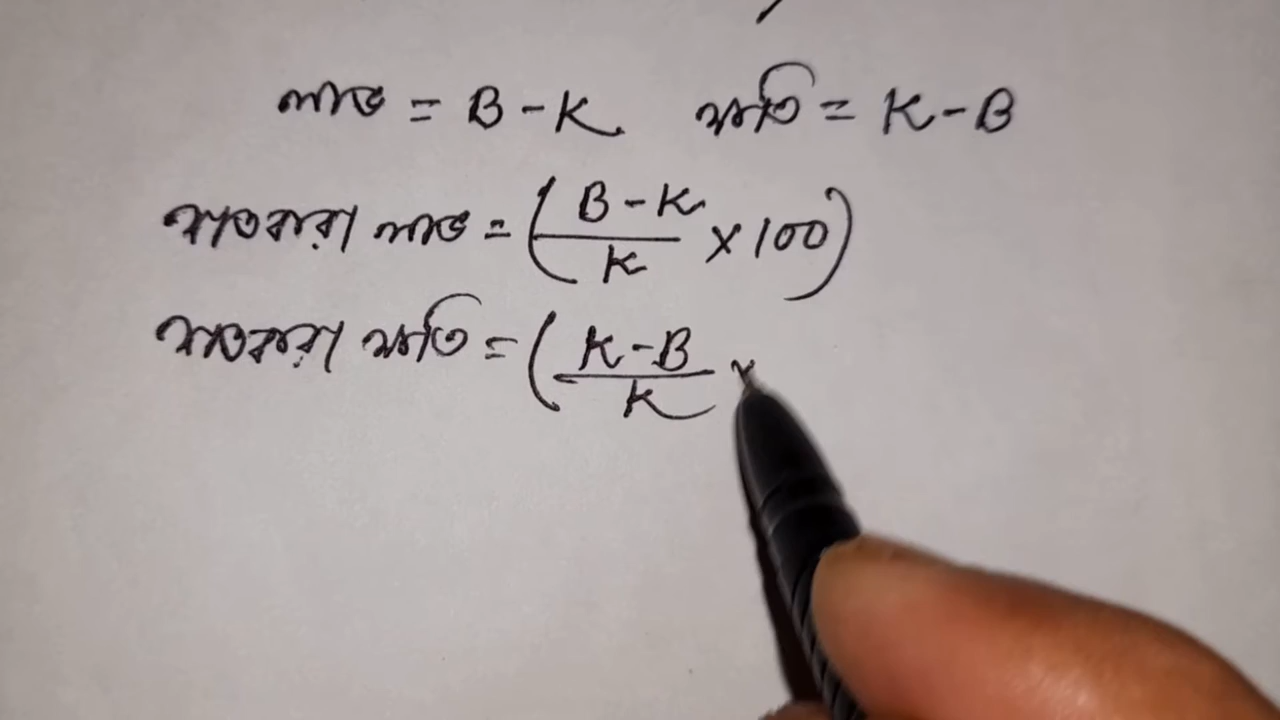 লাভ = B - K ক্ষতি = K - B
শতকরা লাভ = (B - K / K × 100)
শতকরা ক্ষতি = (K - B / K ×